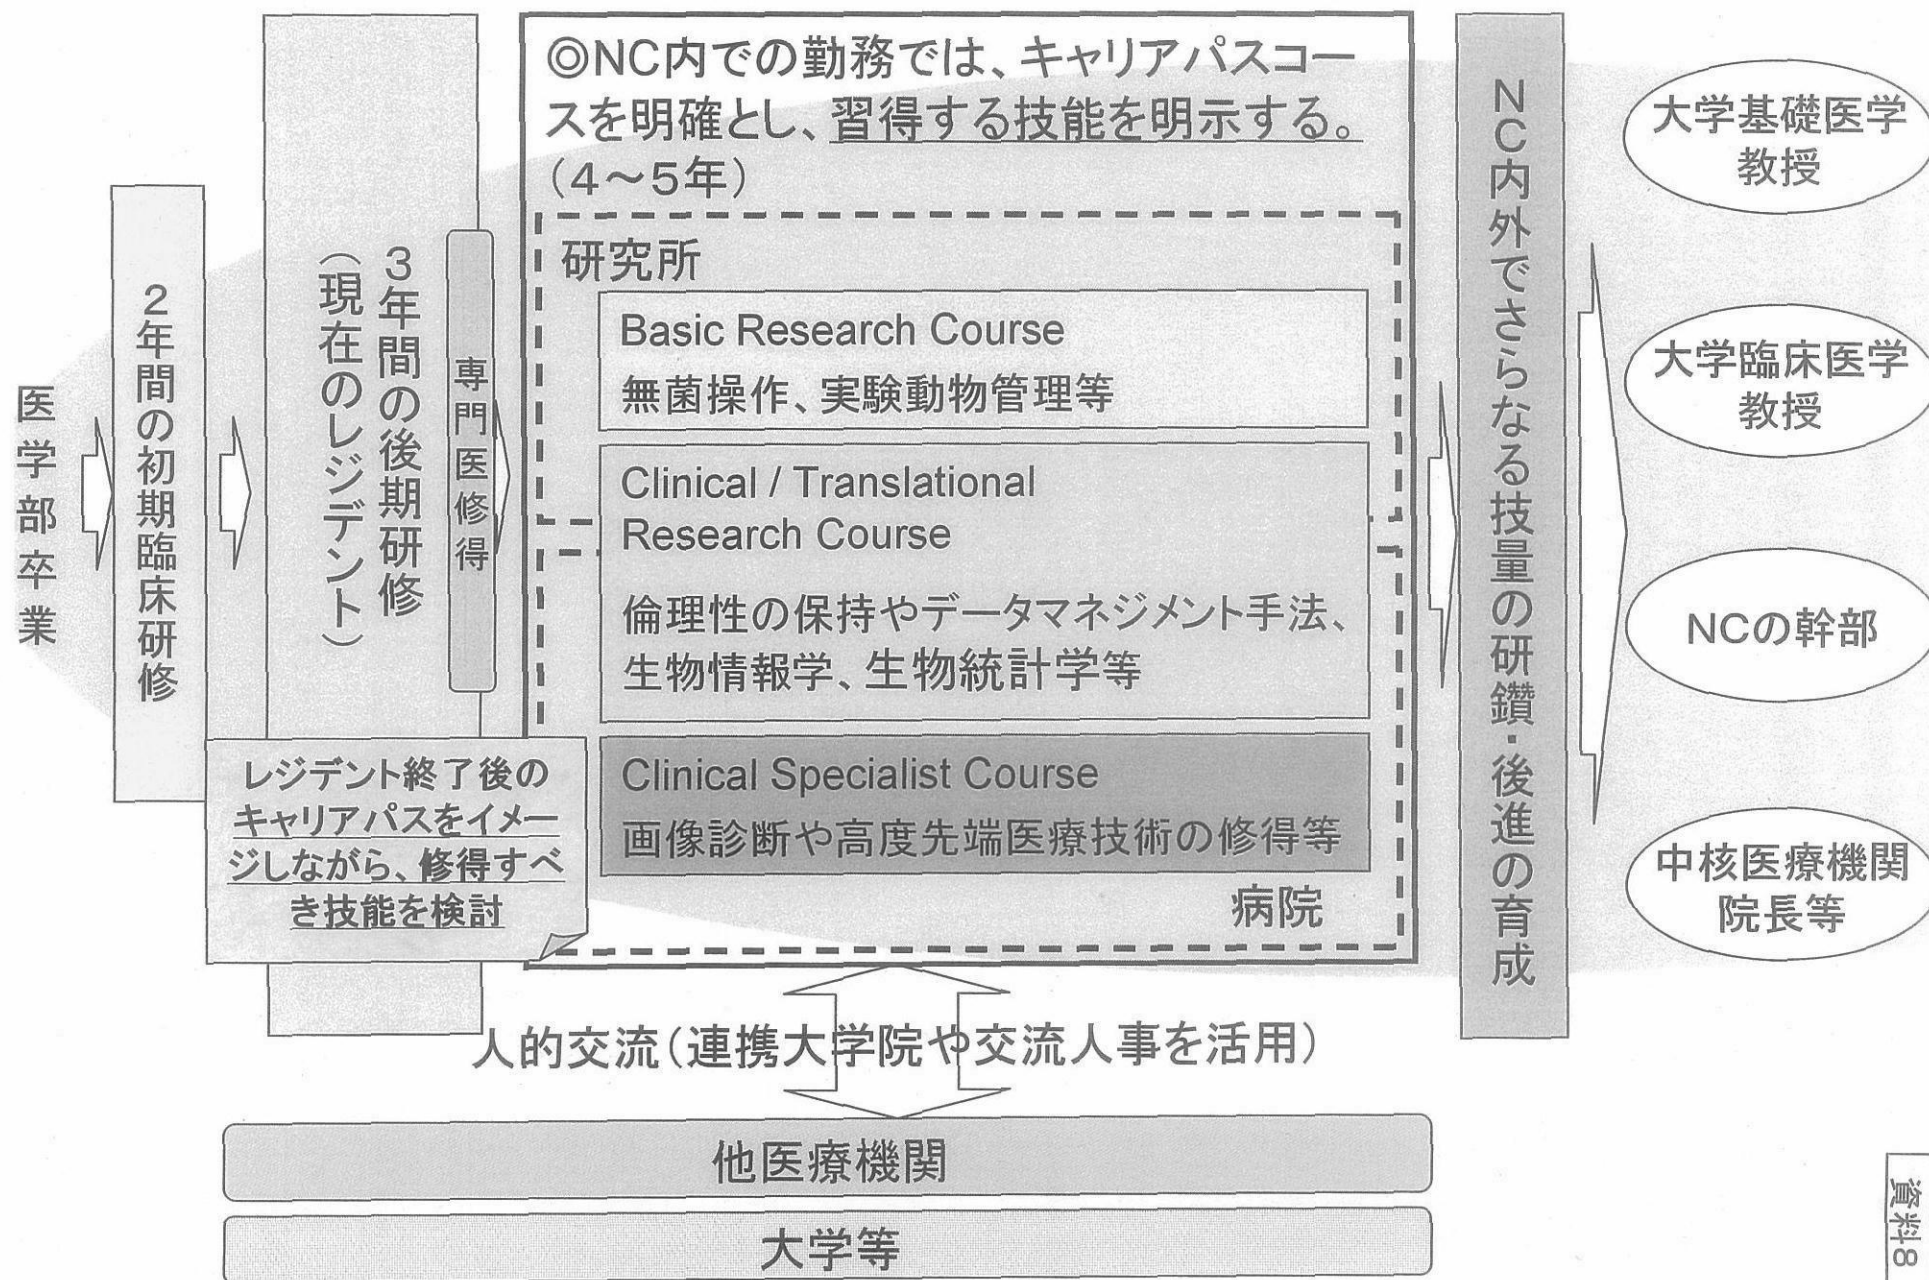 医学部卒業
2年間の初期臨床研修
3年間の後期研修
（現在のレジデント）
専門医修得
レジデント終了後の
キャリアパスをイメー
ジしながら、修得すべ
き技能を検討
◎NC内での勤務では、キャリアパスコー
スを明確とし、習得する技能を明示する。
（4～5年）
研究所
Basic Research Course
無菌操作、実験動物管理等
Clinical / Translational
Research Course
倫理性の保持やデータマネジメント手法、
生物情報学、生物統計学等
Clinical Specialist Course
画像診断や高度先端医療技術の修得等
病院
NC内外でさらなる技量の研鑽・後進の育成
大学基礎医学
教授
大学臨床医学
教授
NCの幹部
中核医療機関
院長等
人的交流（連携大学院や交流人事を活用）
他医療機関
大学等
資料8